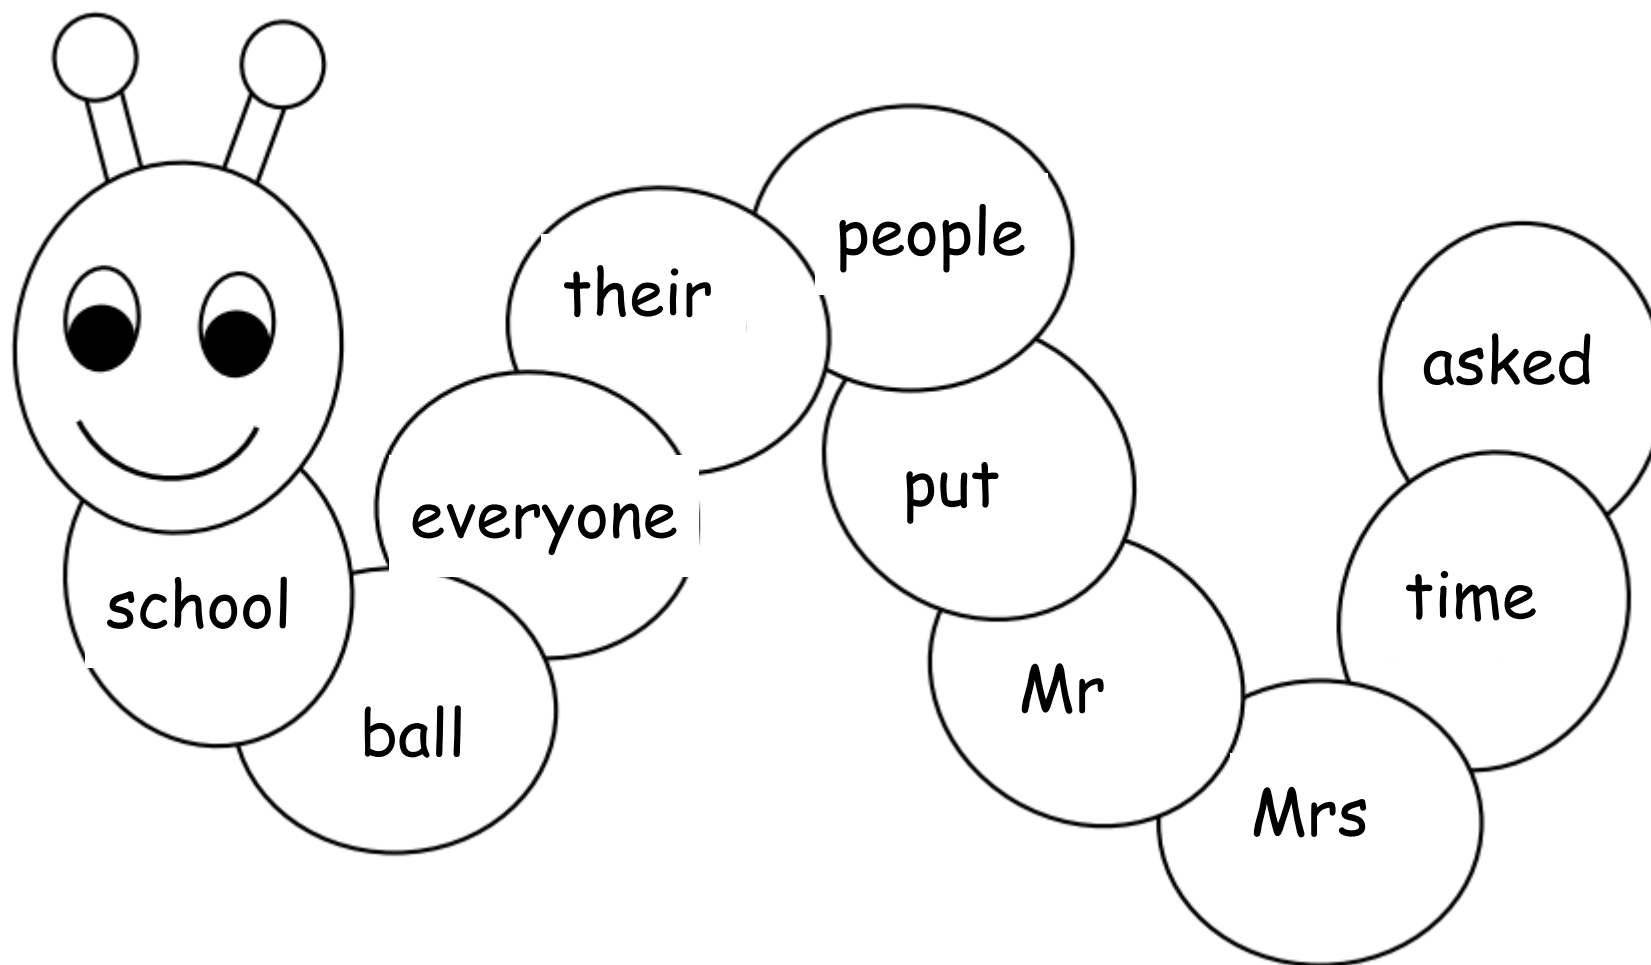 school
ball
everyone
their
people
put
Mr
Mrs
time
asked